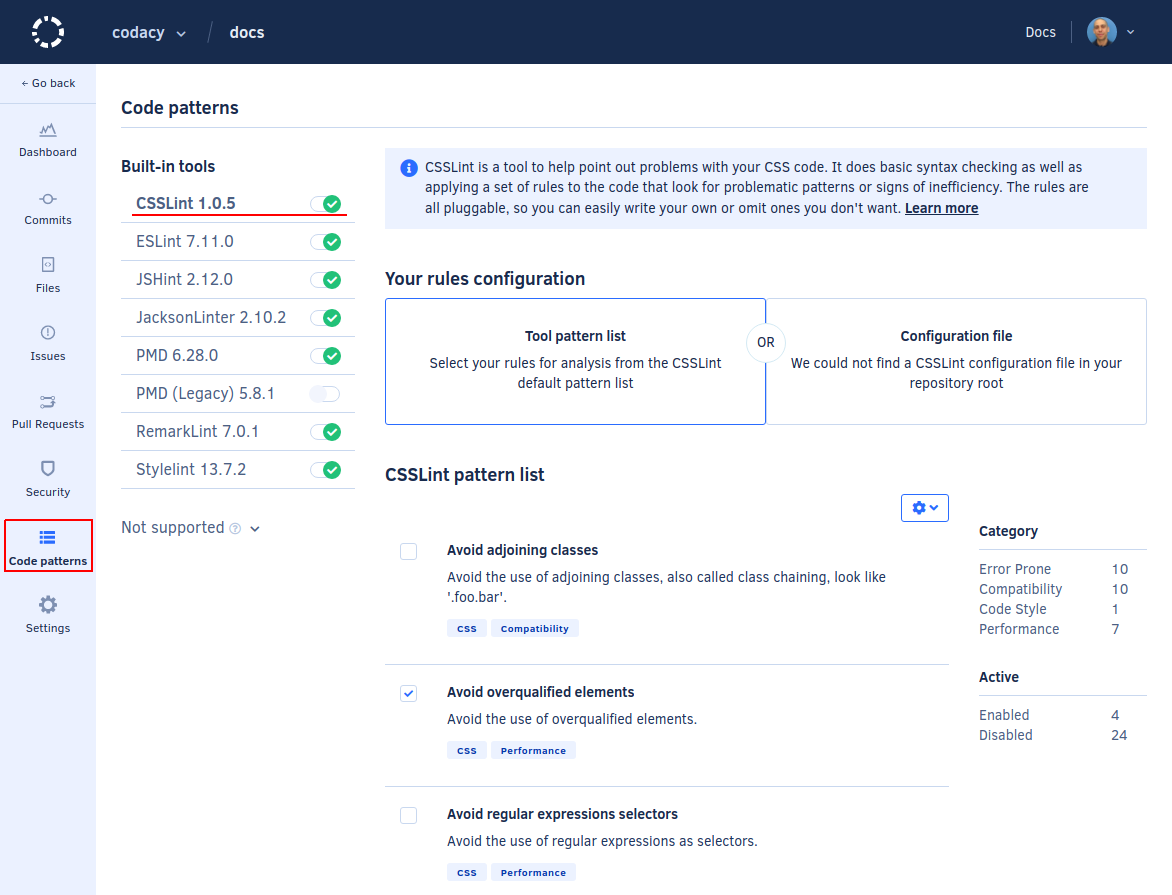 codacy / docs
Docs
← Go back
Dashboard
Commits
Files
Issues
Pull Requests
Security
Code patterns
Settings
Code patterns
Built-in tools
CSSLint 1.0.5
ESLint 7.11.0
JSHint 2.12.0
JacksonLinter 2.10.2
PMD 6.28.0
PMD (Legacy) 5.8.1
RemarkLint 7.0.1
Stylelint 13.7.2
Not supported ?
CSSLint is a tool to help point out problems with your CSS code. It does basic syntax checking as well as
applying a set of rules to the code that look for problematic patterns or signs of inefficiency. The rules are
all pluggable, so you can easily write your own or omit ones you don't want. Learn more
Your rules configuration
Tool pattern list
Select your rules for analysis from the CSSLint
default pattern list
OR
Configuration file
We could not find a CSSLint configuration file in your
repository root
CSSLint pattern list
Avoid adjoining classes
Avoid the use of adjoining classes, also called class chaining, look like
'.foo.bar'.
CSS Compatibility
Avoid overqualified elements
Avoid the use of overqualified elements.
CSS Performance
Avoid regular expressions selectors
Avoid the use of regular expressions as selectors.
CSS Performance
Category
Error Prone 10
Compatibility 10
Code Style 1
Performance 7
Active
Enabled 4
Disabled 24